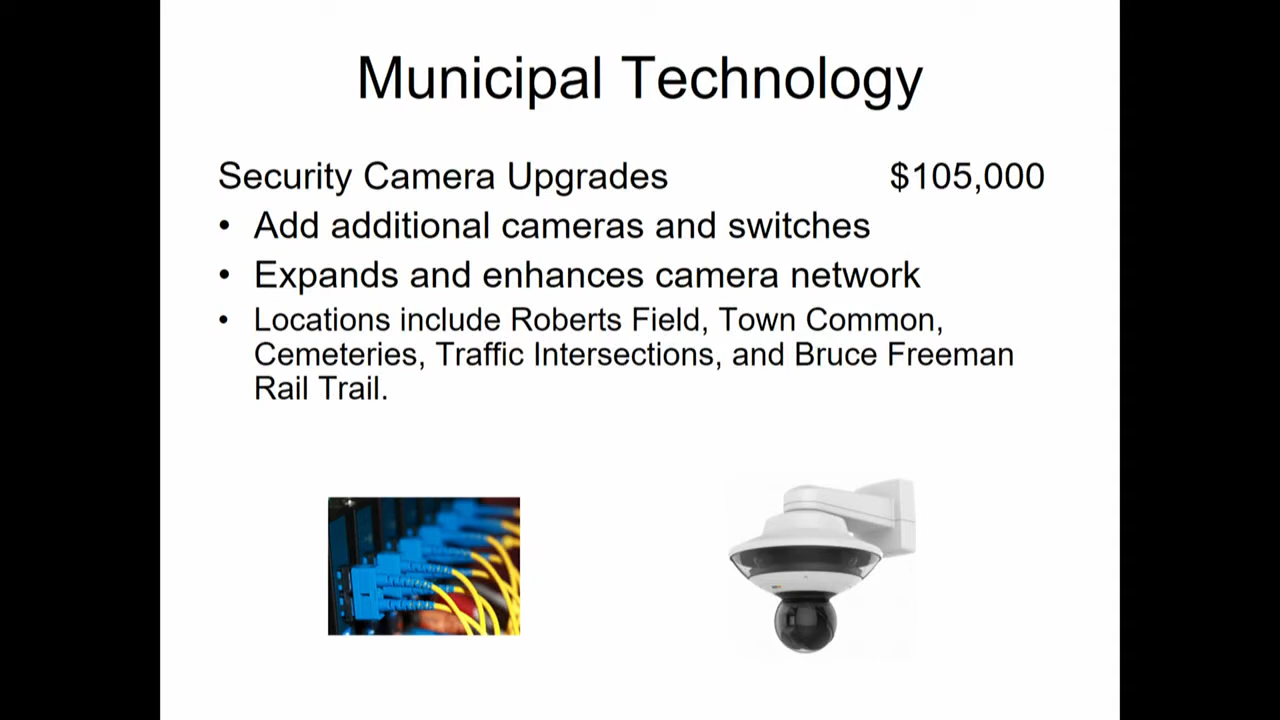 Municipal Technology
Security Camera Upgrades $105,000
• Add additional cameras and switches
• Expands and enhances camera network
• Locations include Roberts Field, Town Common,
Cemeteries, Traffic Intersections, and Bruce Freeman
Rail Trail.